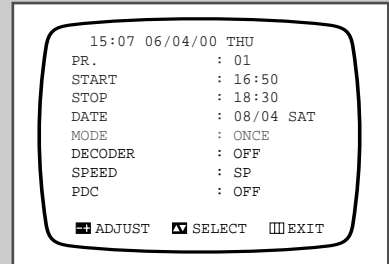 15:07 06/04/00 THU
PR. : 01
START : 16:50
STOP : 18:30
DATE : 08/04 SAT
MODE : ONCE
DECODER : OFF
SPEED : SP
PDC : OFF
-+ ADJUST ▲▼ SELECT EXIT